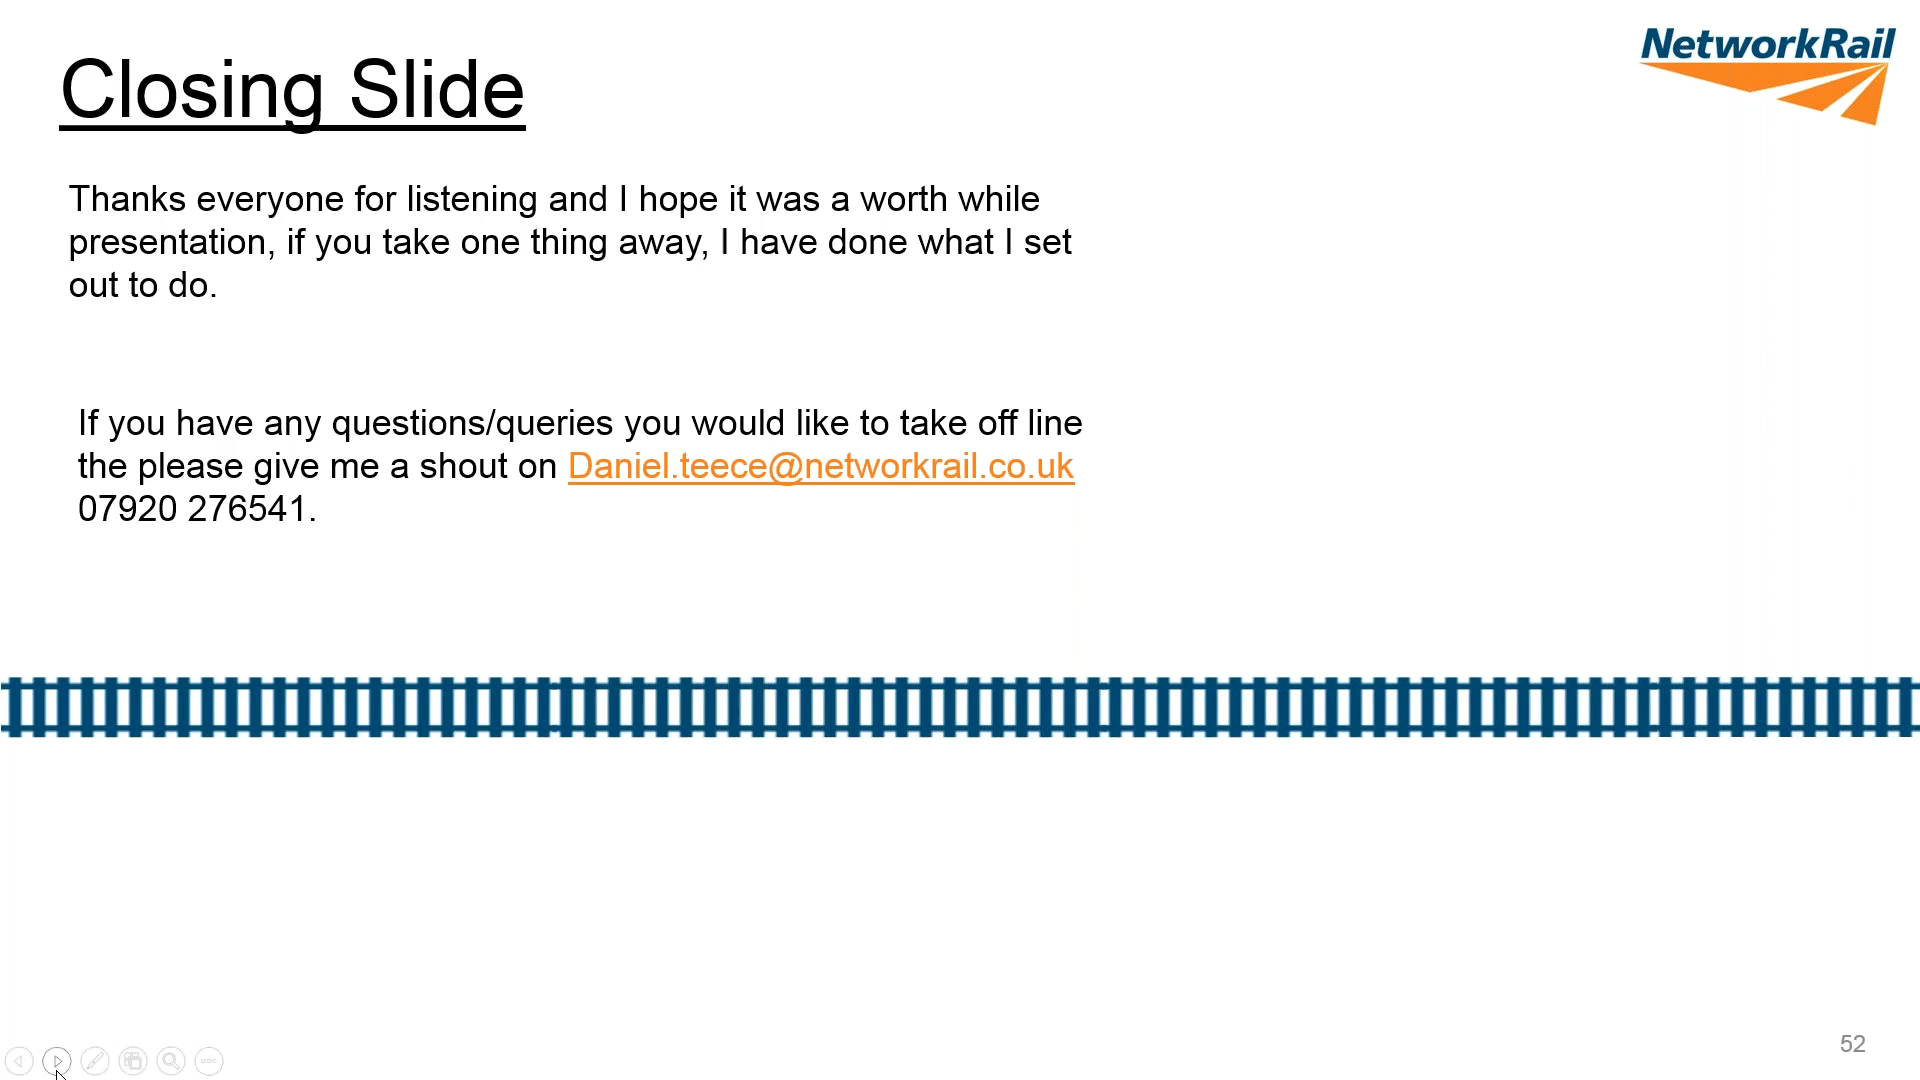 Closing Slide
NetworkRail
Thanks everyone for listening and I hope it was a worth while
presentation, if you take one thing away, I have done what I set
out to do.
If you have any questions/queries you would like to take off line
the please give me a shout on Daniel.teece@networkrail.co.uk
07920 276541.
52